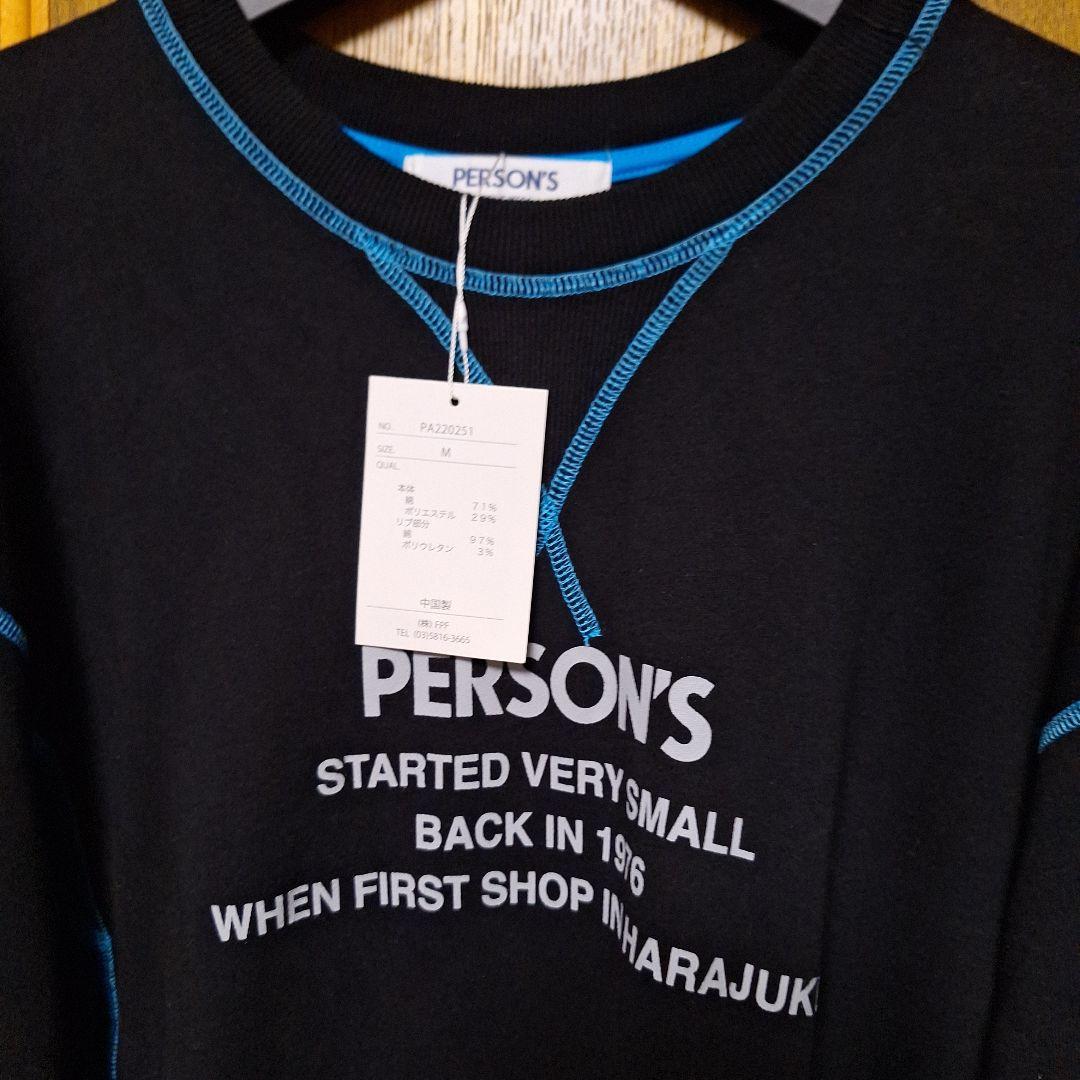 PERSON'S
NO. PA220251
SIZE. M
QUAL.
本体
綿 71%
ポリエステル 29%
リブ部分
綿 97%
ポリウレタン 3%
中国製
(株) FPF
TEL (03)5816-3665
PERSON'S
STARTED VERY SMALL
BACK IN 1976
WHEN FIRST SHOP IN HARAJUKU